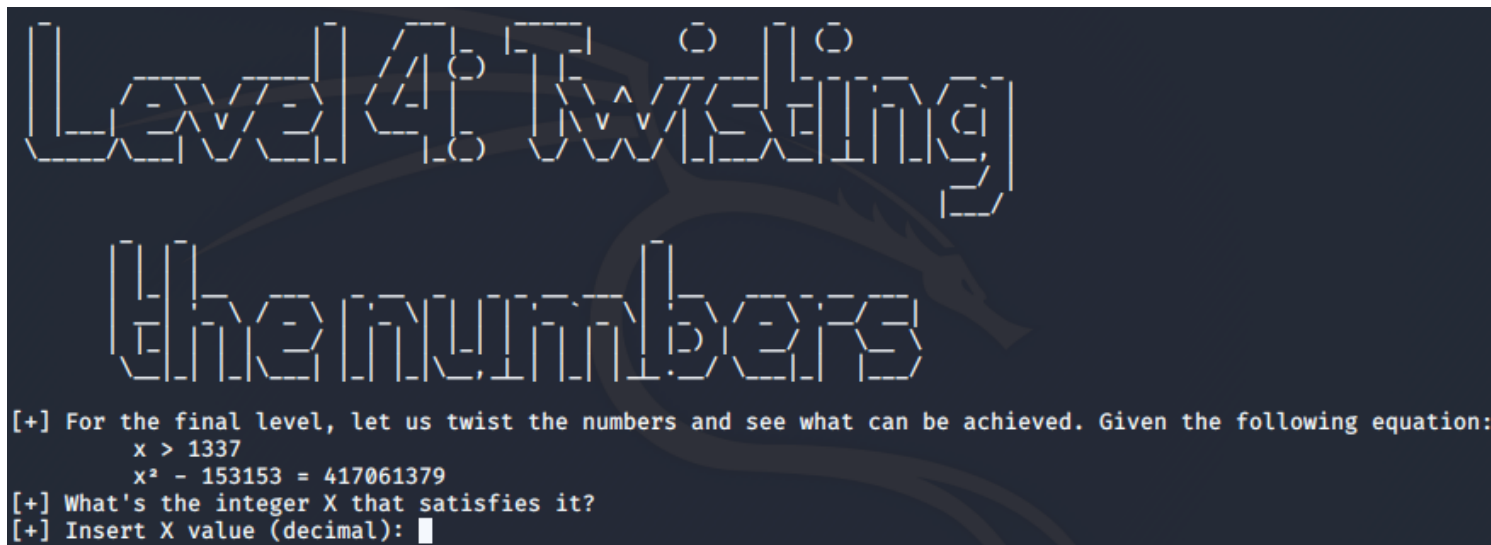 Level 4: Twisting
the numbers
[+] For the final level, let us twist the numbers and see what can be achieved. Given the following equation:
x > 1337
x² - 153153 = 417061379
[+] What's the integer X that satisfies it?
[+] Insert X value (decimal):